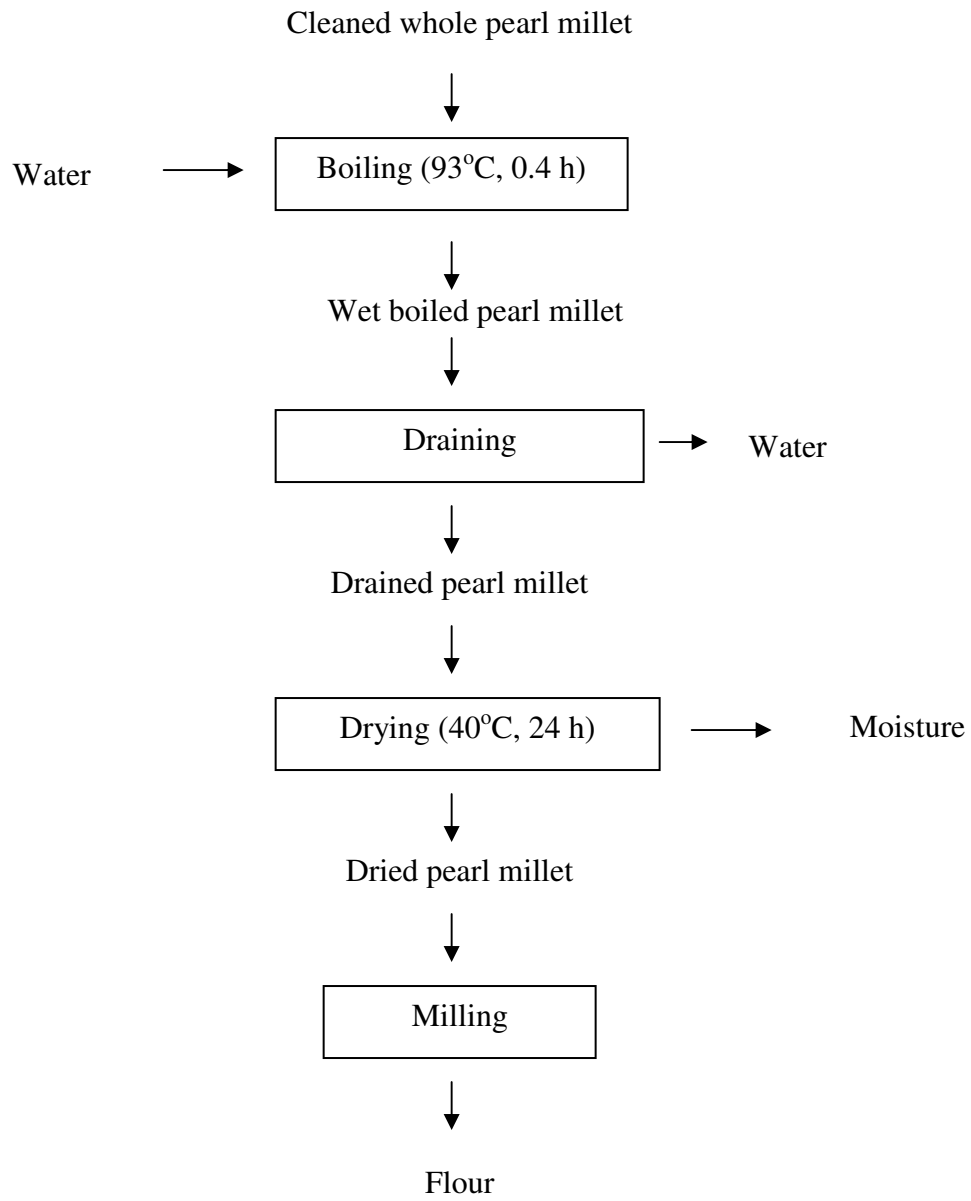 Cleaned whole pearl millet
Water
Boiling (93°C, 0.4 h)
Wet boiled pearl millet
Draining
Water
Drained pearl millet
Drying (40°C, 24 h)
Moisture
Dried pearl millet
Milling
Flour